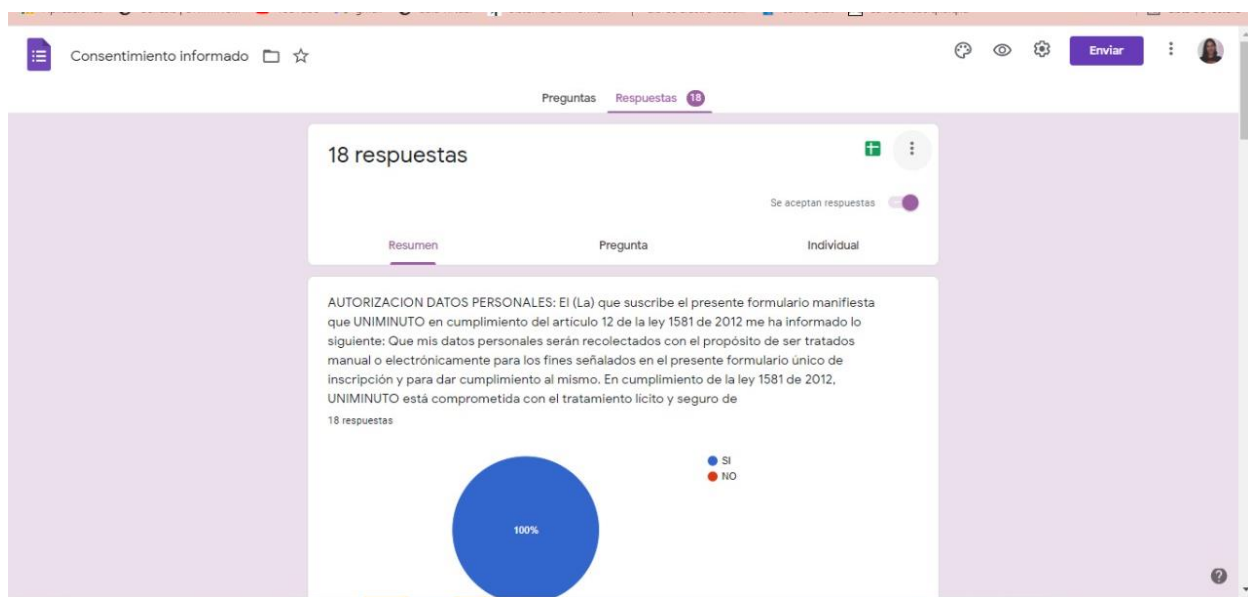 Consentimiento informado
Enviar
Preguntas Respuestas 18
18 respuestas
Se aceptan respuestas
Resumen Pregunta Individual
AUTORIZACION DATOS PERSONALES: El (La) que suscribe el presente formulario manifiesta
que UNIMINUTO en cumplimiento del artículo 12 de la ley 1581 de 2012 me ha informado lo
siguiente: Que mis datos personales serán recolectados con el propósito de ser tratados
manual o electrónicamente para los fines señalados en el presente formulario único de
inscripción y para dar cumplimiento al mismo. En cumplimiento de la ley 1581 de 2012,
UNIMINUTO está comprometida con el tratamiento lícito y seguro de
18 respuestas
SI
NO
100%